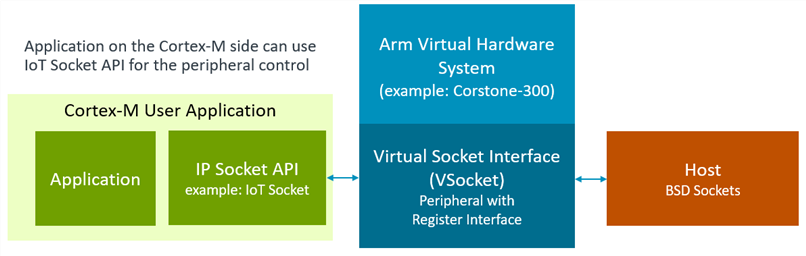 Application on the Cortex-M side can use
IoT Socket API for the peripheral control
Cortex-M User Application
Application
IP Socket API
example: IoT Socket
Arm Virtual Hardware
System
(example: Corstone-300)
Virtual Socket Interface
(VSocket)
Peripheral with
Register Interface
Host
BSD Sockets